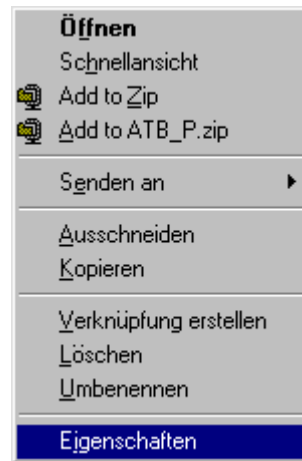 Öffnen
Schnellansicht
Add to Zip
Add to ATB_P.zip
Senden an
Ausschneiden
Kopieren
Verknüpfung erstellen
Löschen
Umbenennen
Eigenschaften